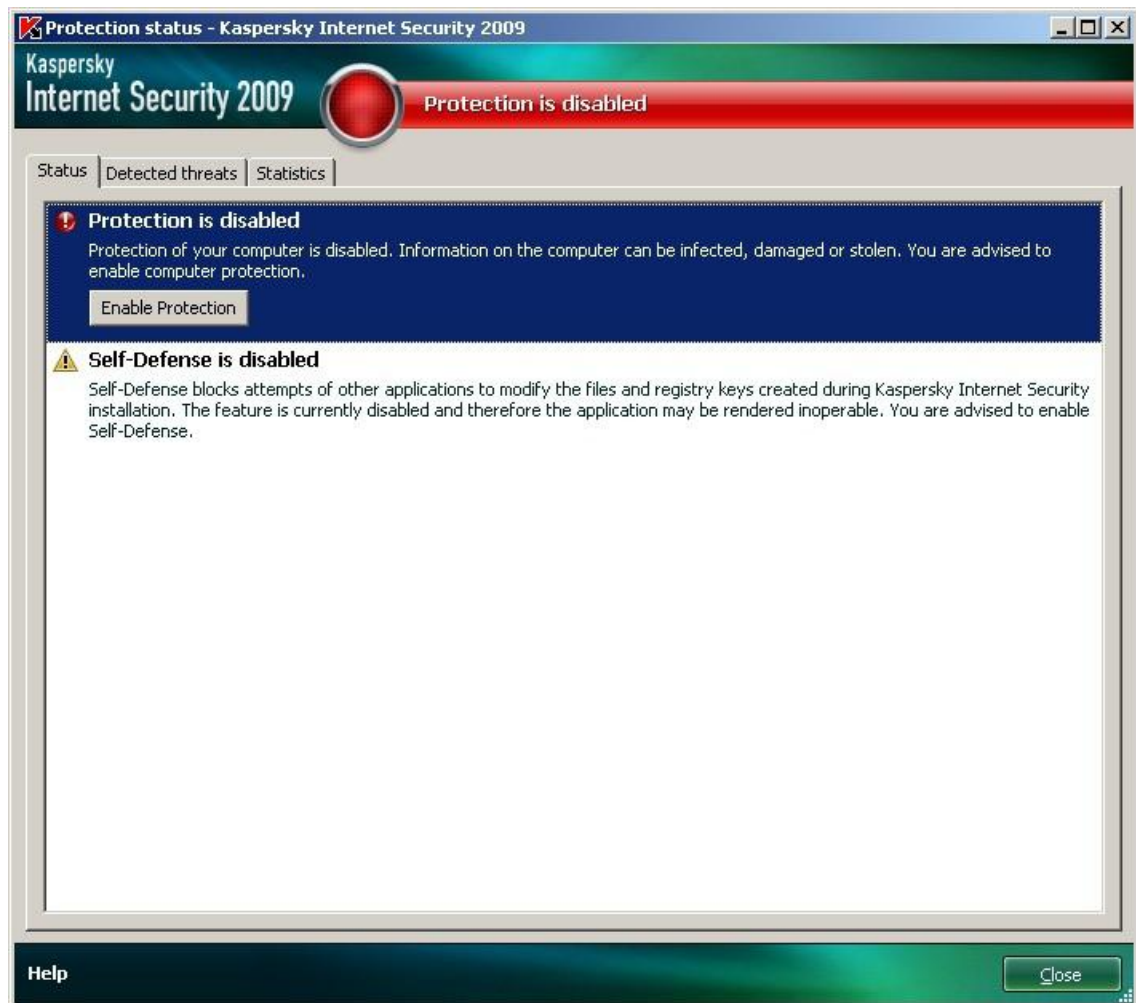 Protection status - Kaspersky Internet Security 2009
Kaspersky
Internet Security 2009
Protection is disabled
Status
Detected threats
Statistics
Protection is disabled
Protection of your computer is disabled. Information on the computer can be infected, damaged or stolen. You are advised to
enable computer protection.
Enable Protection
Self-Defense is disabled
Self-Defense blocks attempts of other applications to modify the files and registry keys created during Kaspersky Internet Security
installation. The feature is currently disabled and therefore the application may be rendered inoperable. You are advised to enable
Self-Defense.
Help
Close